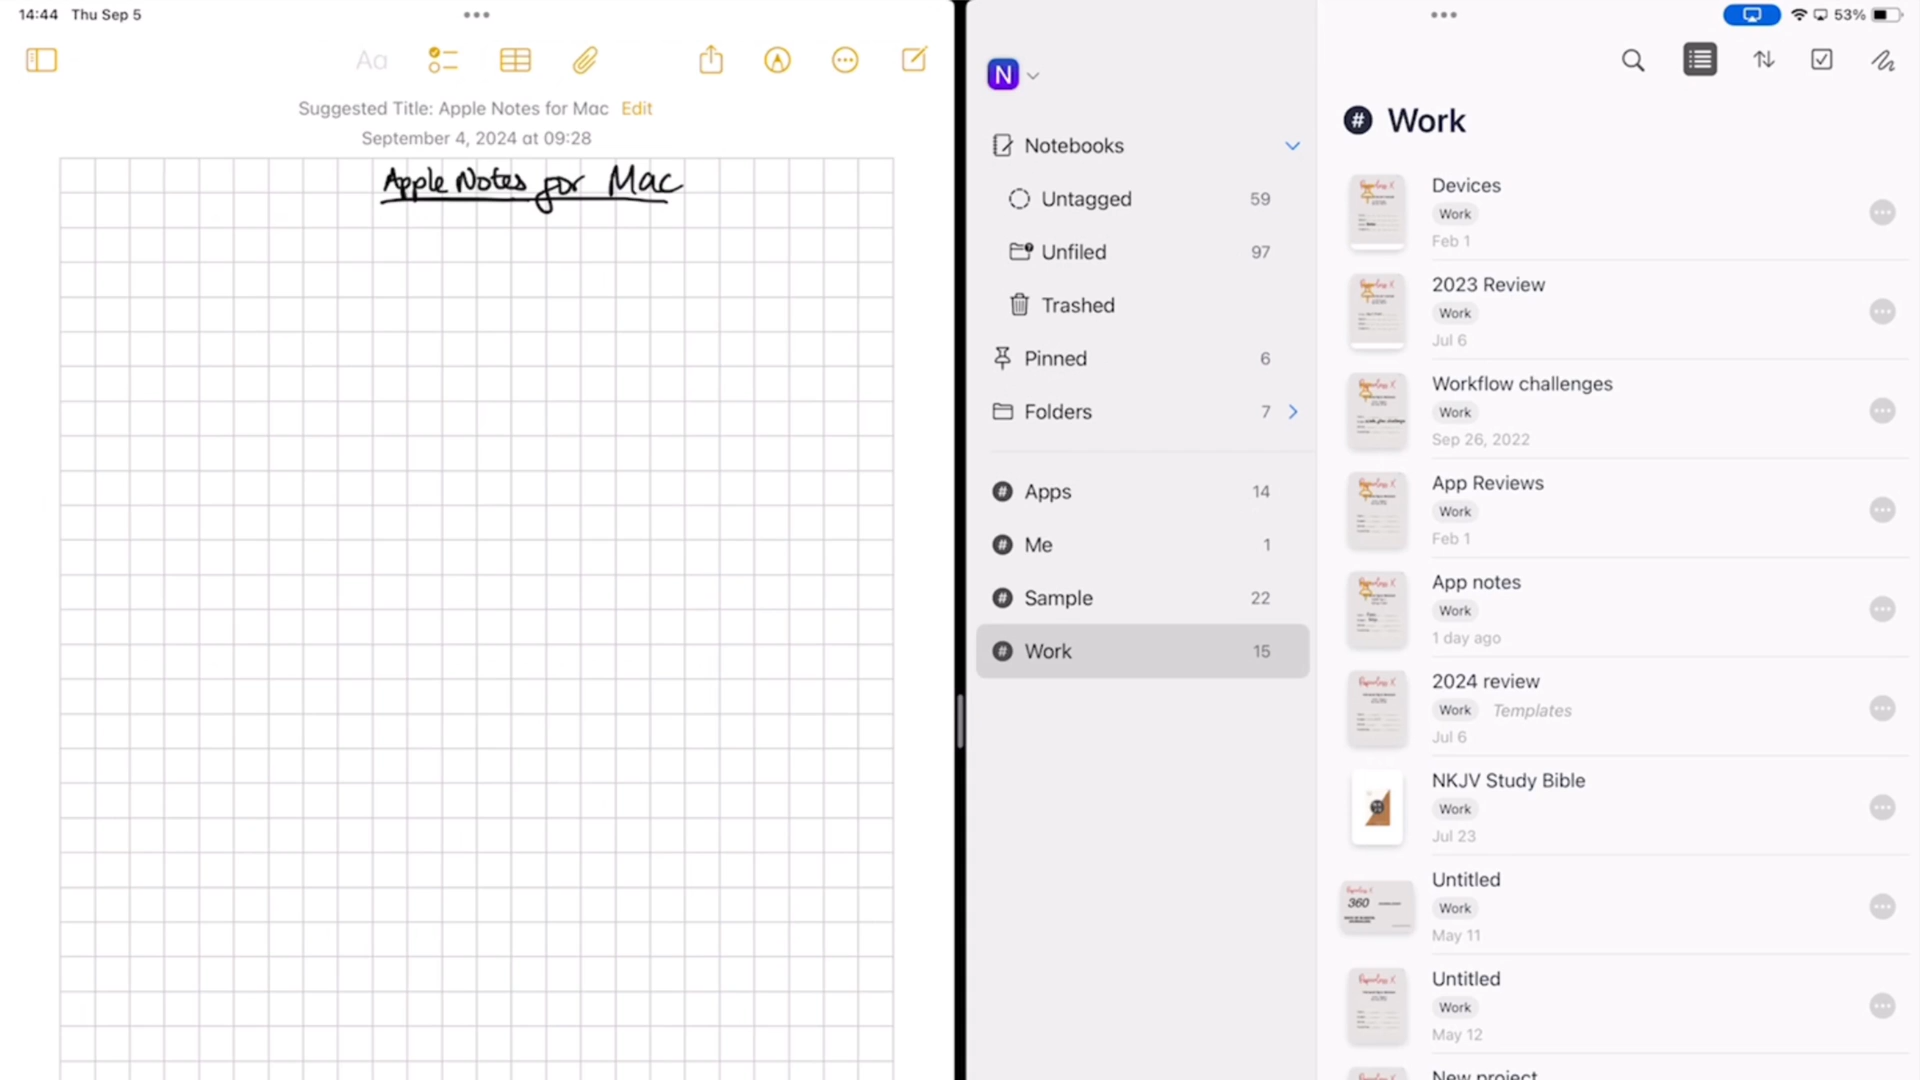 14:44 Thu Sep 5
53%
Aa
Suggested Title: Apple Notes for Mac Edit
September 4, 2024 at 09:28
Apple Notes for Mac
N
Notebooks
Untagged 59
Unfiled 97
Trashed
Pinned 6
Folders 7
# Apps 14
# Me 1
# Sample 22
# Work 15
# Work
Devices
Work
Feb 1
2023 Review
Work
Jul 6
Workflow challenges
Work
Sep 26, 2022
App Reviews
Work
Feb 1
App notes
Work
1 day ago
2024 review
Work Templates
Jul 6
NKJV Study Bible
Work
Jul 23
360
Untitled
Work
May 11
Untitled
Work
May 12
New project